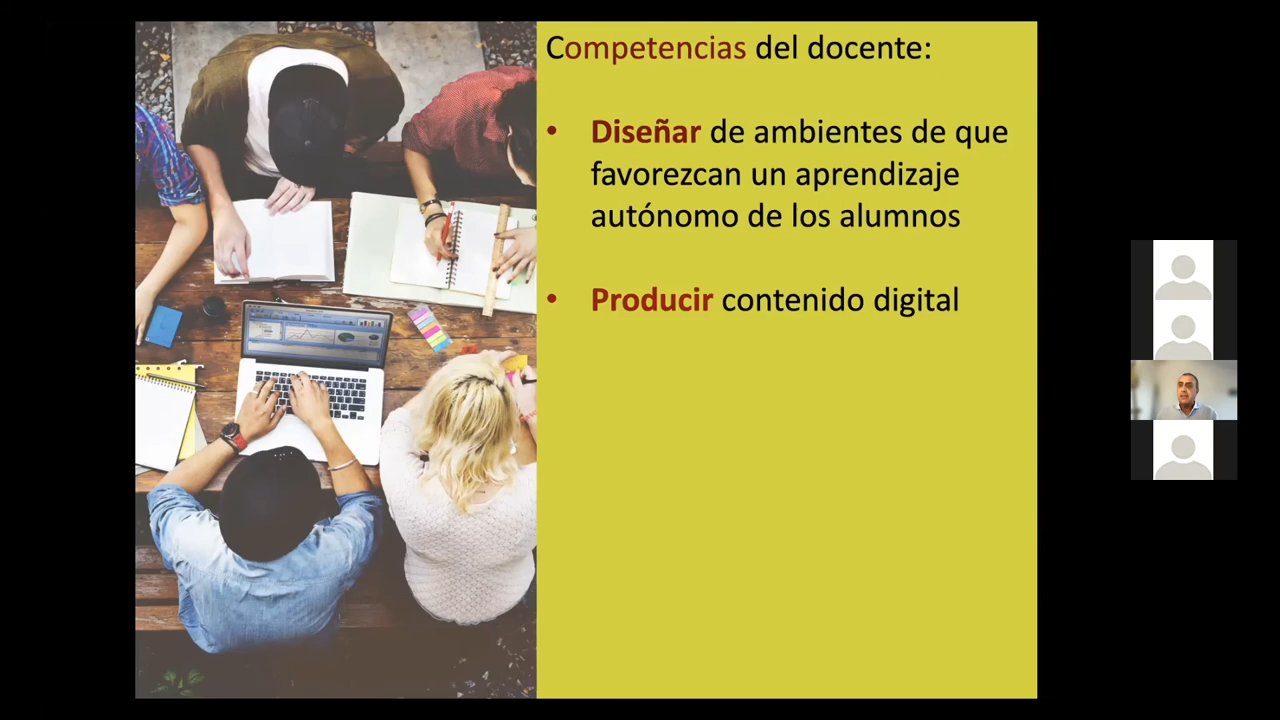 Competencias del docente:
• Diseñar de ambientes de que
favorezcan un aprendizaje
autónomo de los alumnos
• Producir contenido digital